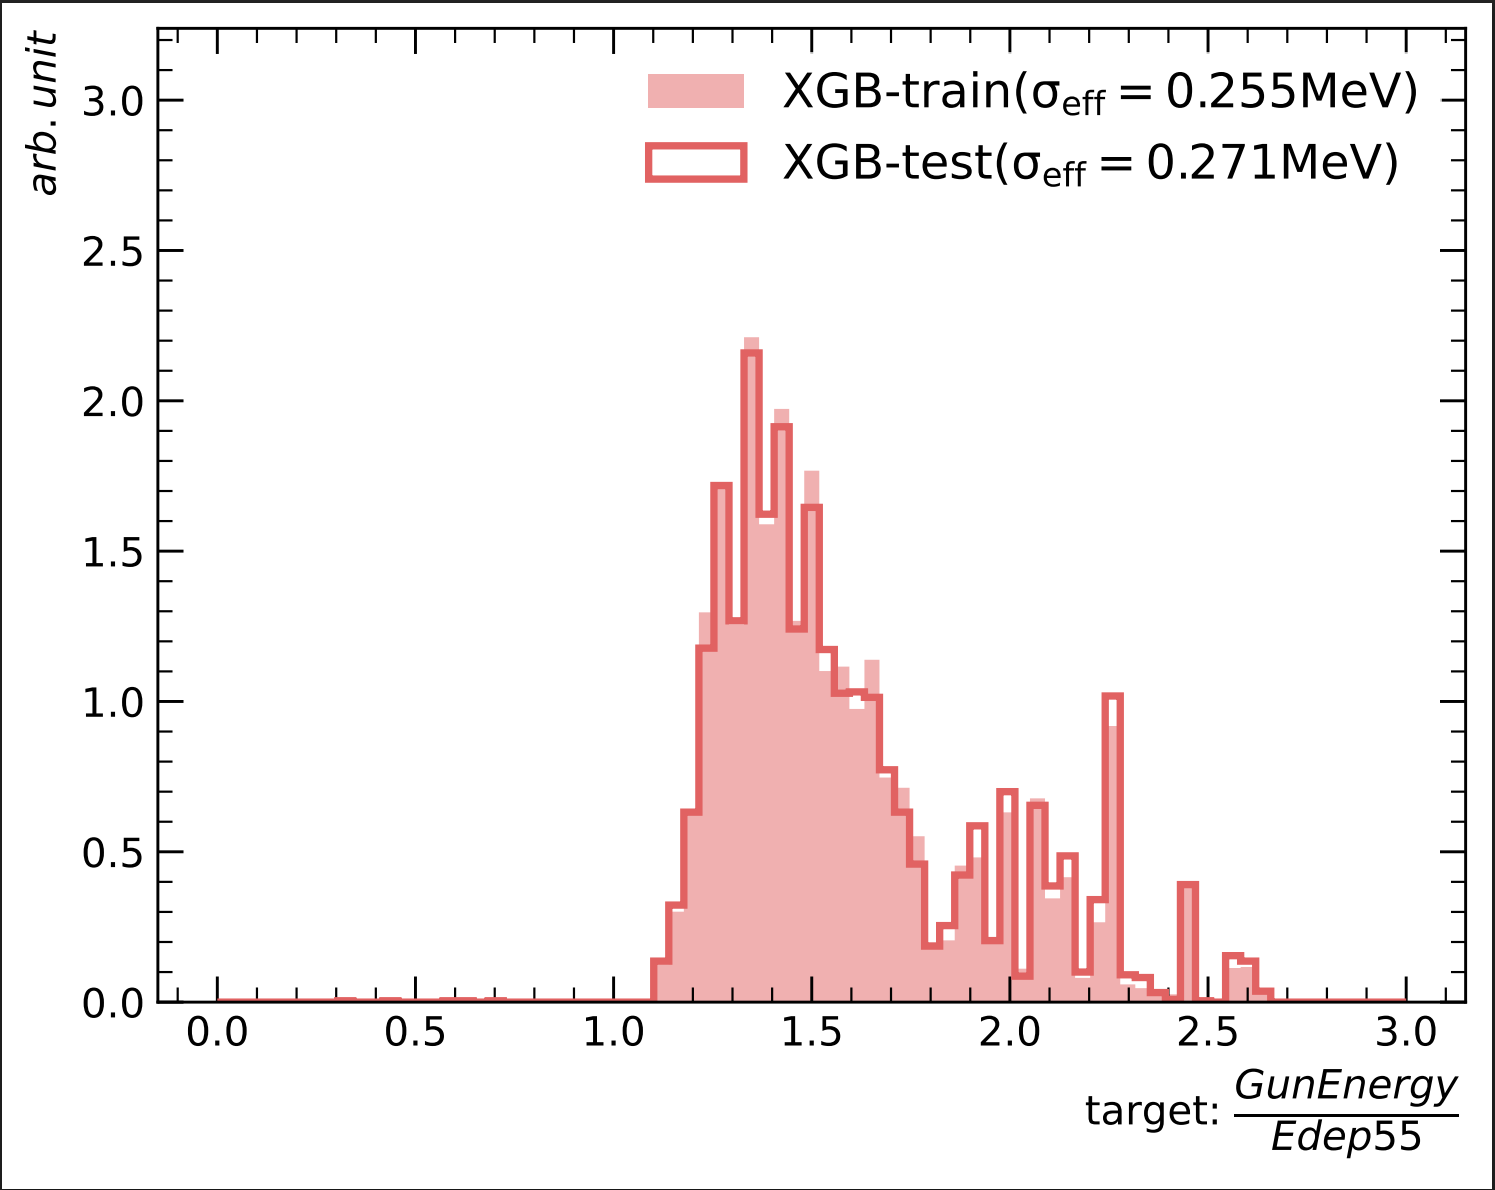 arb. unit
XGB-train(σeff = 0.255MeV)
XGB-test(σeff = 0.271MeV)
3.0
2.5
2.0
1.5
1.0
0.5
0.0
0.0 0.5 1.0 1.5 2.0 2.5 3.0
target: GunEnergy
Edep55